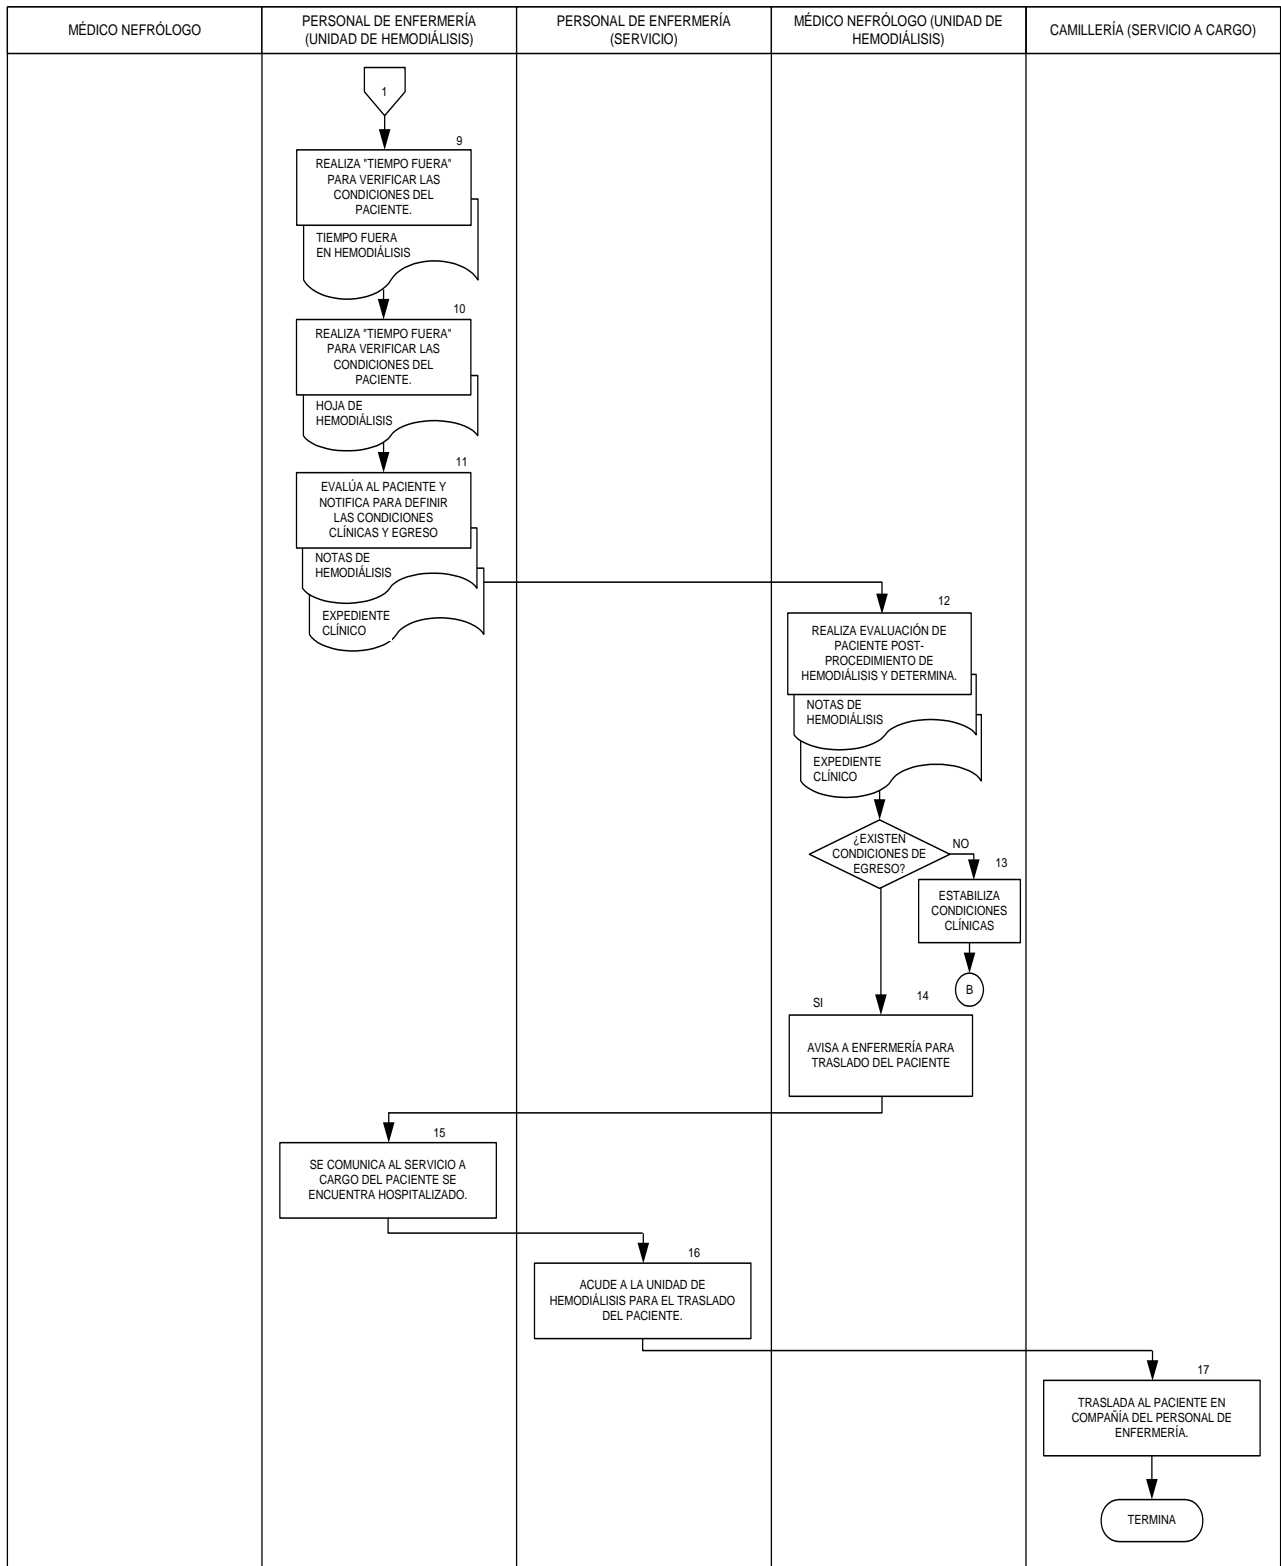 MÉDICO NEFRÓLOGO
PERSONAL DE ENFERMERÍA
(UNIDAD DE HEMODIÁLISIS)
PERSONAL DE ENFERMERÍA
(SERVICIO)
MÉDICO NEFRÓLOGO (UNIDAD DE
HEMODIÁLISIS)
CAMILLERÍA (SERVICIO A CARGO)
1
9
REALIZA "TIEMPO FUERA"
PARA VERIFICAR LAS
CONDICIONES DEL
PACIENTE.
TIEMPO FUERA
EN HEMODIÁLISIS
10
REALIZA "TIEMPO FUERA"
PARA VERIFICAR LAS
CONDICIONES DEL
PACIENTE.
HOJA DE
HEMODIÁLISIS
11
EVALÚA AL PACIENTE Y
NOTIFICA PARA DEFINIR
LAS CONDICIONES
CLÍNICAS Y EGRESO
NOTAS DE
HEMODIÁLISIS
EXPEDIENTE
CLÍNICO
12
REALIZA EVALUACIÓN DE
PACIENTE POST-
PROCEDIMIENTO DE
HEMODIÁLISIS Y DETERMINA.
NOTAS DE
HEMODIÁLISIS
EXPEDIENTE
CLÍNICO
¿EXISTEN
CONDICIONES DE
EGRESO?
NO
13
ESTABILIZA
CONDICIONES
CLÍNICAS
B
SI
14
AVISA A ENFERMERÍA PARA
TRASLADO DEL PACIENTE
15
SE COMUNICA AL SERVICIO A
CARGO DEL PACIENTE SE
ENCUENTRA HOSPITALIZADO.
16
ACUDE A LA UNIDAD DE
HEMODIÁLISIS PARA EL TRASLADO
DEL PACIENTE.
17
TRASLADA AL PACIENTE EN
COMPAÑÍA DEL PERSONAL DE
ENFERMERÍA.
TERMINA